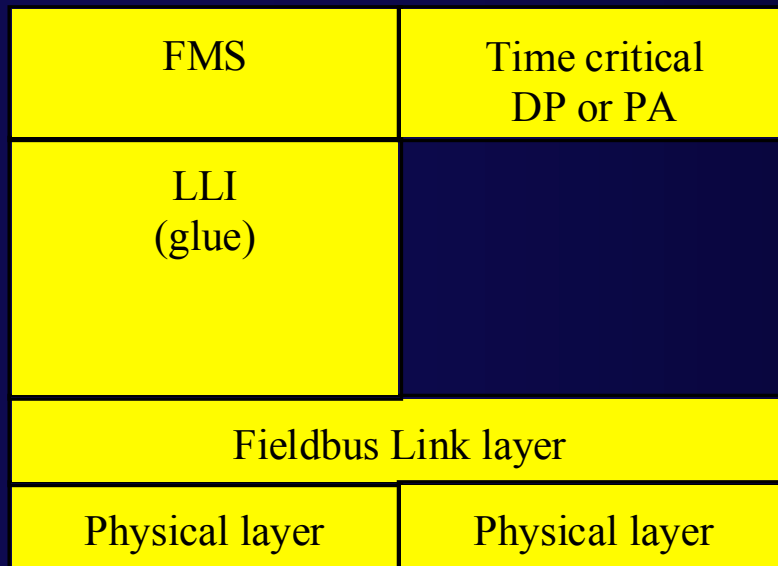 FMS
Time critical
DP or PA
LLI
(glue)
Fieldbus Link layer
Physical layer
Physical layer